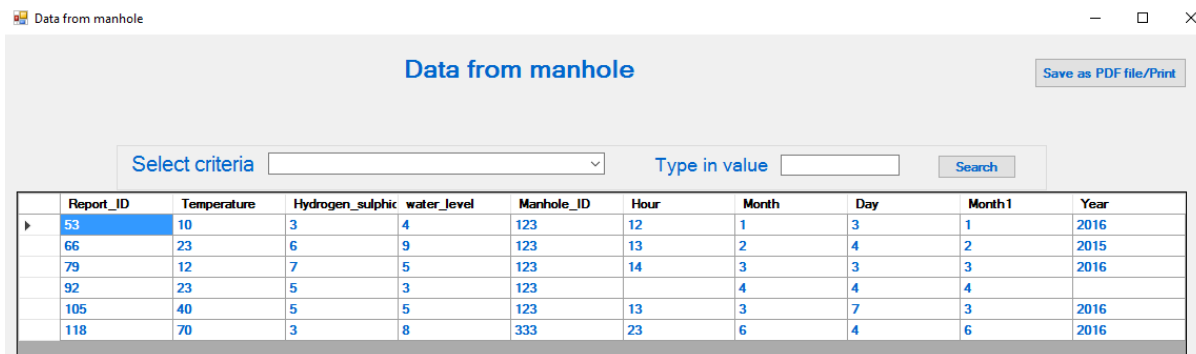 Data from manhole
Data from manhole
Save as PDF file/Print
Select criteria Type in value Search
Report_ID Temperature Hydrogen_sulphic water_level Manhole_ID Hour Month Day Month1 Year
53 10 3 4 123 12 1 3 1 2016
66 23 6 9 123 13 2 4 2 2015
79 12 7 5 123 14 3 3 3 2016
92 23 5 3 123 4 4 4
105 40 5 5 123 13 3 7 3 2016
118 70 3 8 333 23 6 4 6 2016